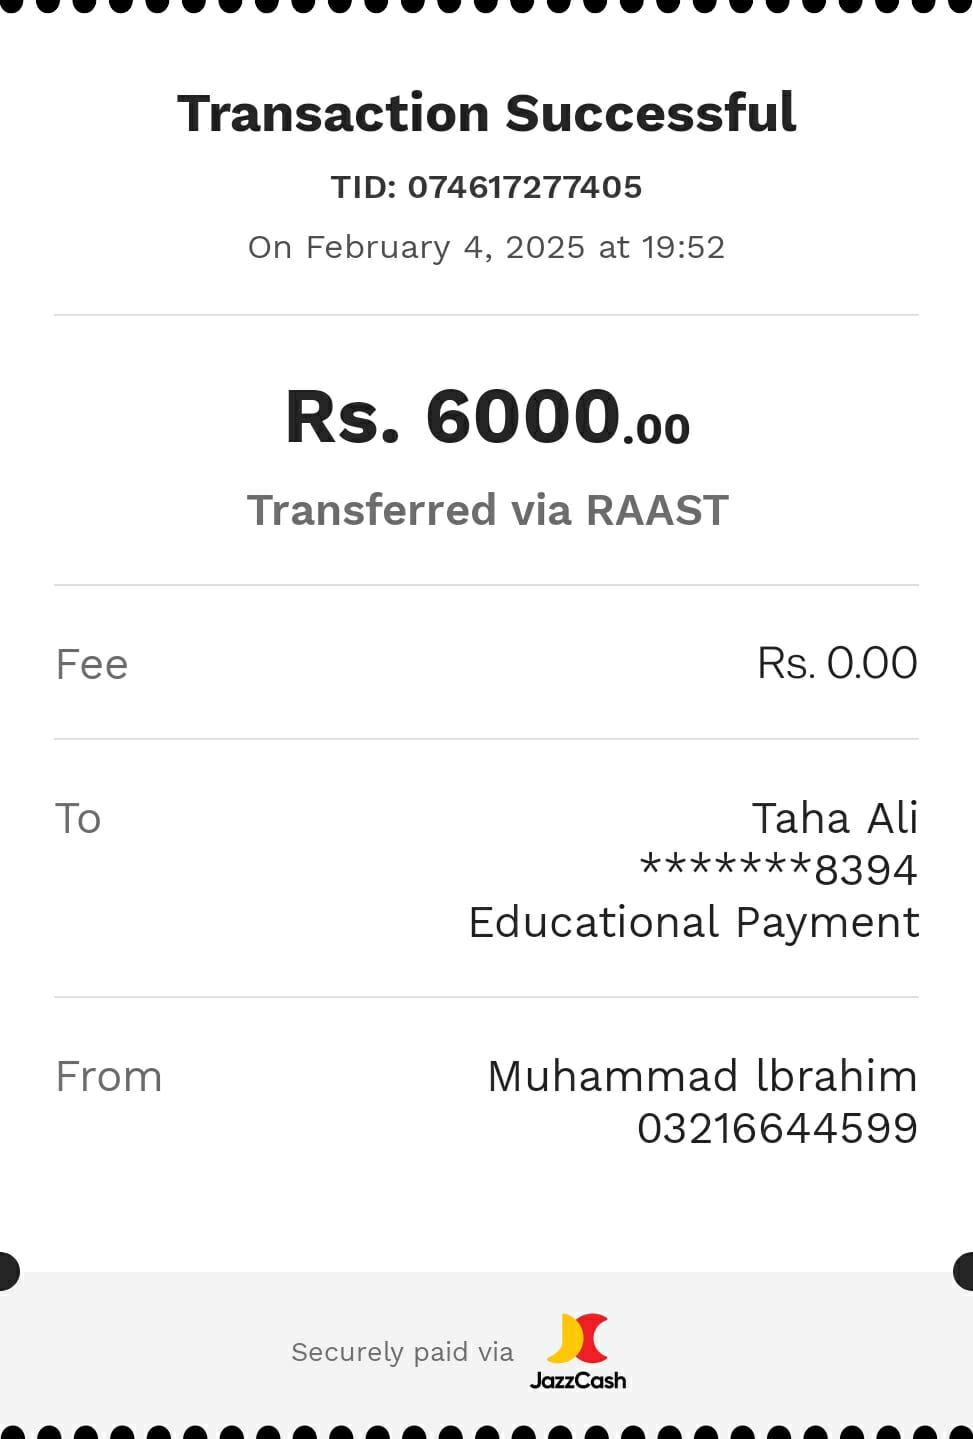 Transaction Successful
TID: 074617277405
On February 4, 2025 at 19:52
Rs. 6000.00
Transferred via RAAST
Fee Rs. 0.00
To Taha Ali
*******8394
Educational Payment
From Muhammad lbrahim
03216644599
Securely paid via JazzCash